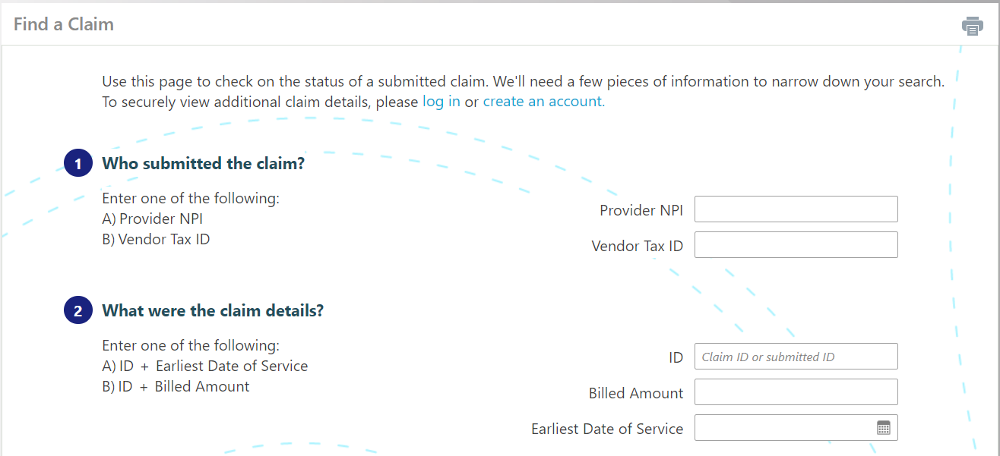 Find a Claim
Use this page to check on the status of a submitted claim. We'll need a few pieces of information to narrow down your search.
To securely view additional claim details, please log in or create an account.
1 Who submitted the claim?
Enter one of the following:
A) Provider NPI
B) Vendor Tax ID
Provider NPI
Vendor Tax ID
2 What were the claim details?
Enter one of the following:
A) ID + Earliest Date of Service
B) ID + Billed Amount
ID Claim ID or submitted ID
Billed Amount
Earliest Date of Service